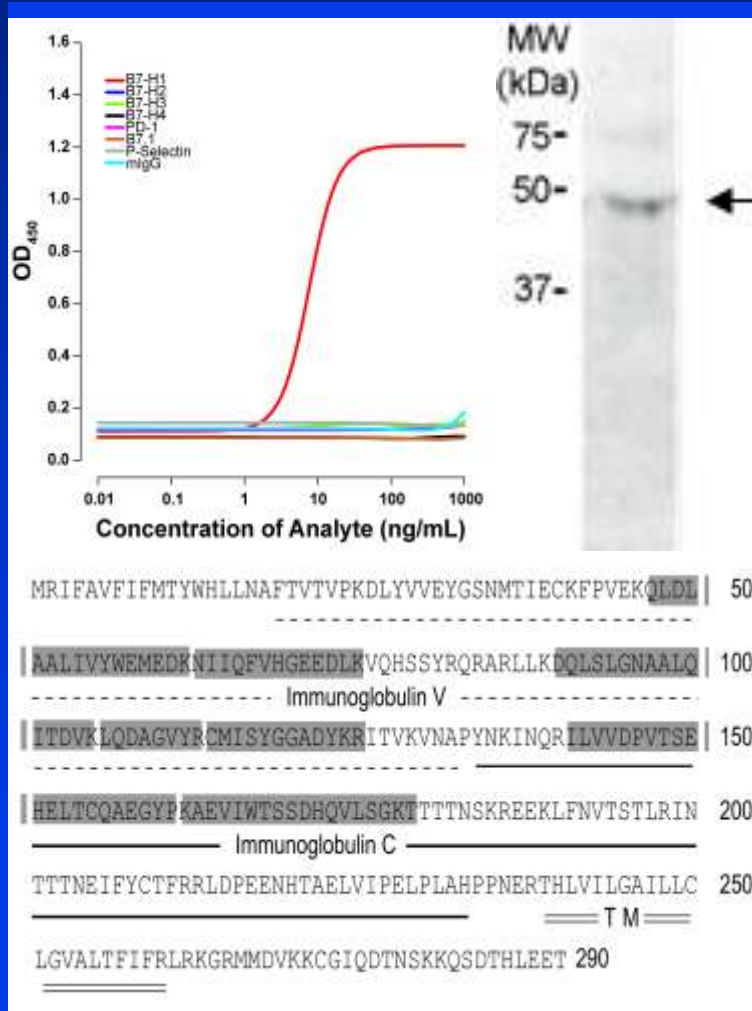 1.6
1.4
1.2
1.0
0.8
0.6
0.4
0.2
0.0
OD450
B7-H1
B7-H2
B7-H3
B7-H4
PD-1
B7.1
P-Selectin
mIgG
0.01 0.1 1 10 100 1000
Concentration of Analyte (ng/mL)
MW
(kDa)
75-
50-
37-
MRIFAVFIFMTYWHLLNAFTVTVPKDLYVVEYGSNMTIECKFPVEKQLDL 50
AALIVYWEMEDKNIIQFVHGEEDLKVQHSSYRQRARLLKDQLSLGNAALQ 100
Immunoglobulin V
ITDVKLQDAGVYRCMISYGGADYKRITVKVNAPYNKINQRILVVDPVTSE 150
HELTCQAEGYPKAEVIWTSSDHQVLSGKTTTTNSKREEKLFNVTSTLRIN 200
Immunoglobulin C
TTTNEIFYCTFRRLDPEENHTAELVIPELPLAHPPNERTHLVILGAILLC 250
TM
LGVALTFIFRLRKGRMMDVKKCGIQDTNSKKQSDTHLEET 290